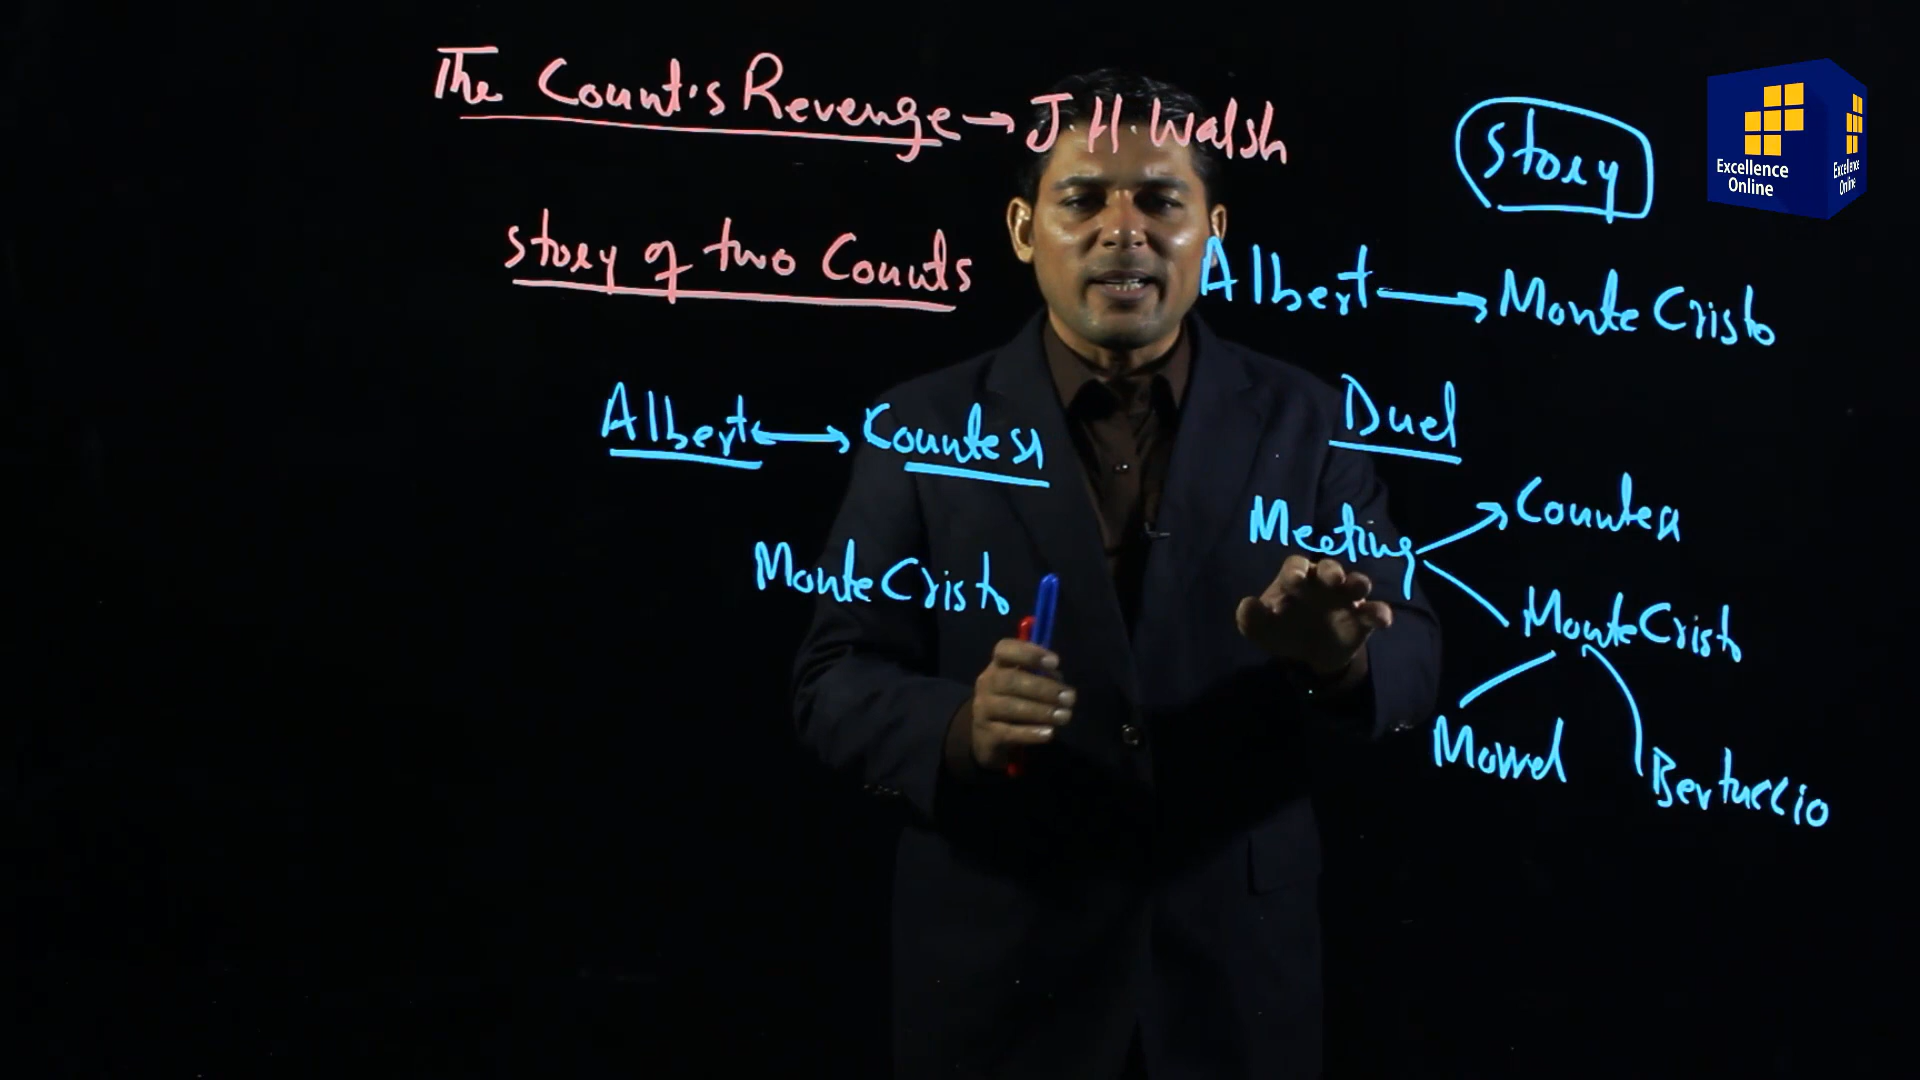 The Count's Revenge → J.H. Walsh
Story of two Counts
Albert ↔ Countess
Monte Cristo
Story
Albert → Monte Cristo
Duel
Meeting
Countess
Monte Cristo
Morrel
Bertuccio
Excellence
Online
Excellence
Online